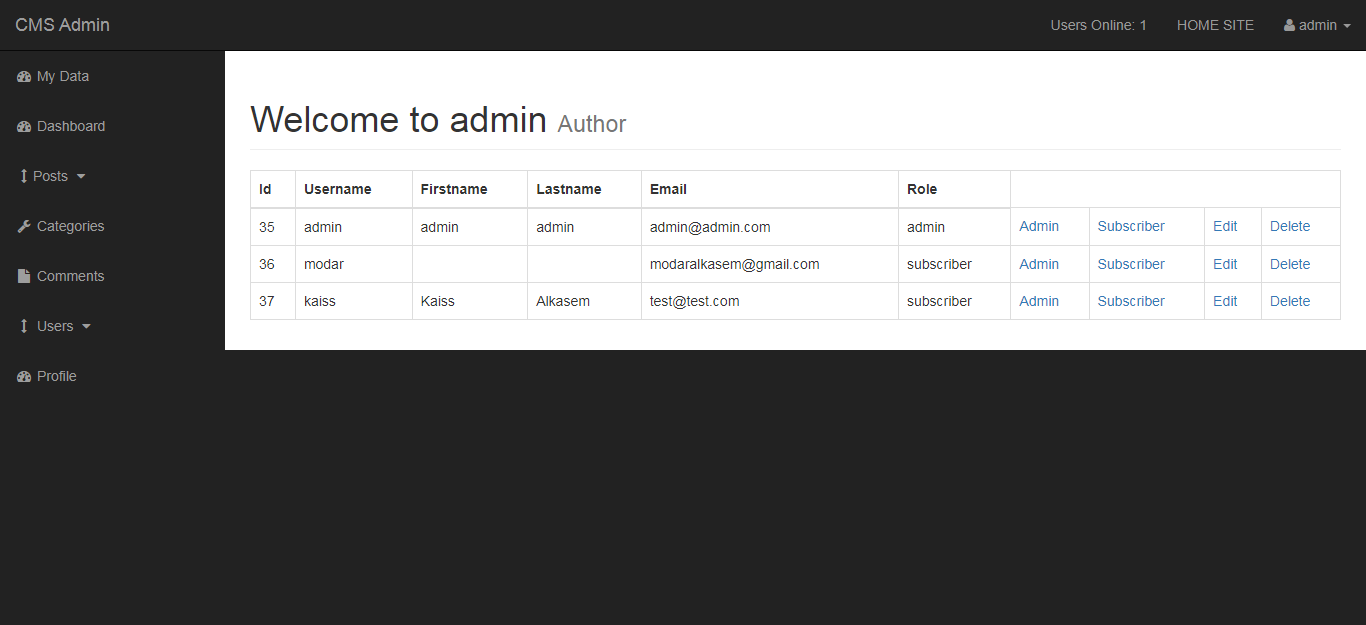 CMS Admin
Users Online: 1 HOME SITE admin
My Data
Dashboard
Posts
Categories
Comments
Users
Profile
Welcome to admin Author
Id Username Firstname Lastname Email Role
35 admin admin admin admin@admin.com admin Admin Subscriber Edit Delete
36 modar modaralkasem@gmail.com subscriber Admin Subscriber Edit Delete
37 kaiss Kaiss Alkasem test@test.com subscriber Admin Subscriber Edit Delete